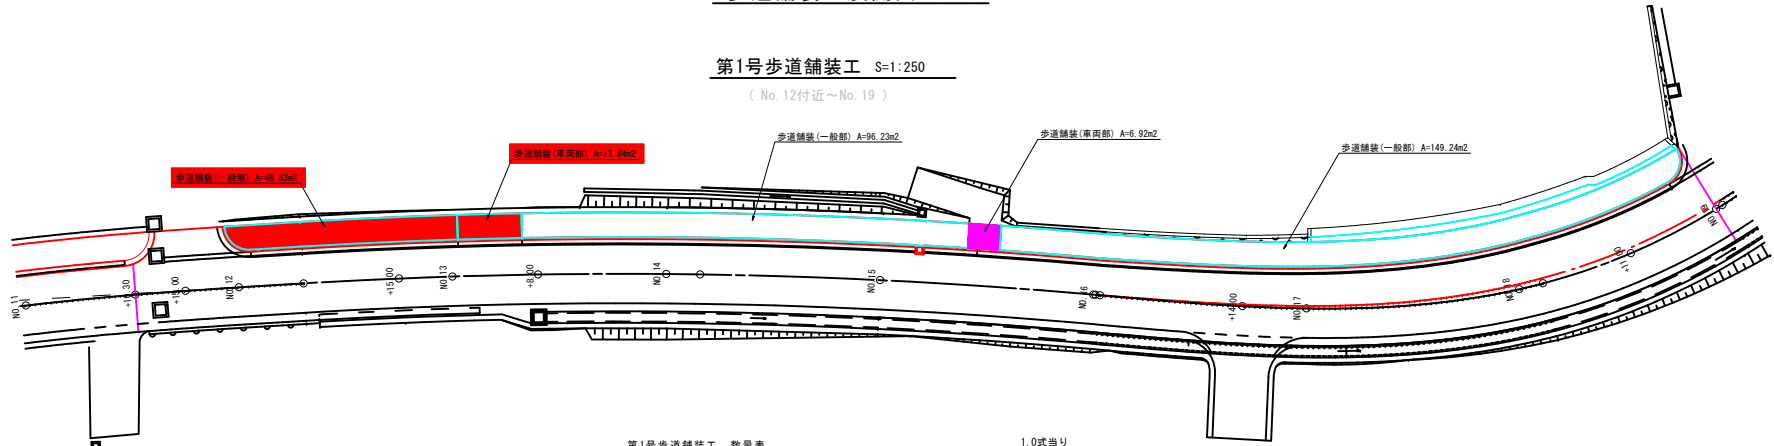 第1号歩道舗装工 S=1:250
( No.12付近～No.19 )
歩道舗装(一般部) A=96.23m2
歩道舗装(車両部) A=6.92m2
歩道舗装(一般部) A=149.24m2
歩道舗装(車両部) A=13.84m2
歩道舗装(一般部) A=48.83m2
NO.11
+15.00
NO.12
+15.00
NO.13
+8.00
NO.14
NO.15
NO.16
+14.00
NO.17
NO.18
NO.19
第1号歩道舗装工 数量表
1.0式当り